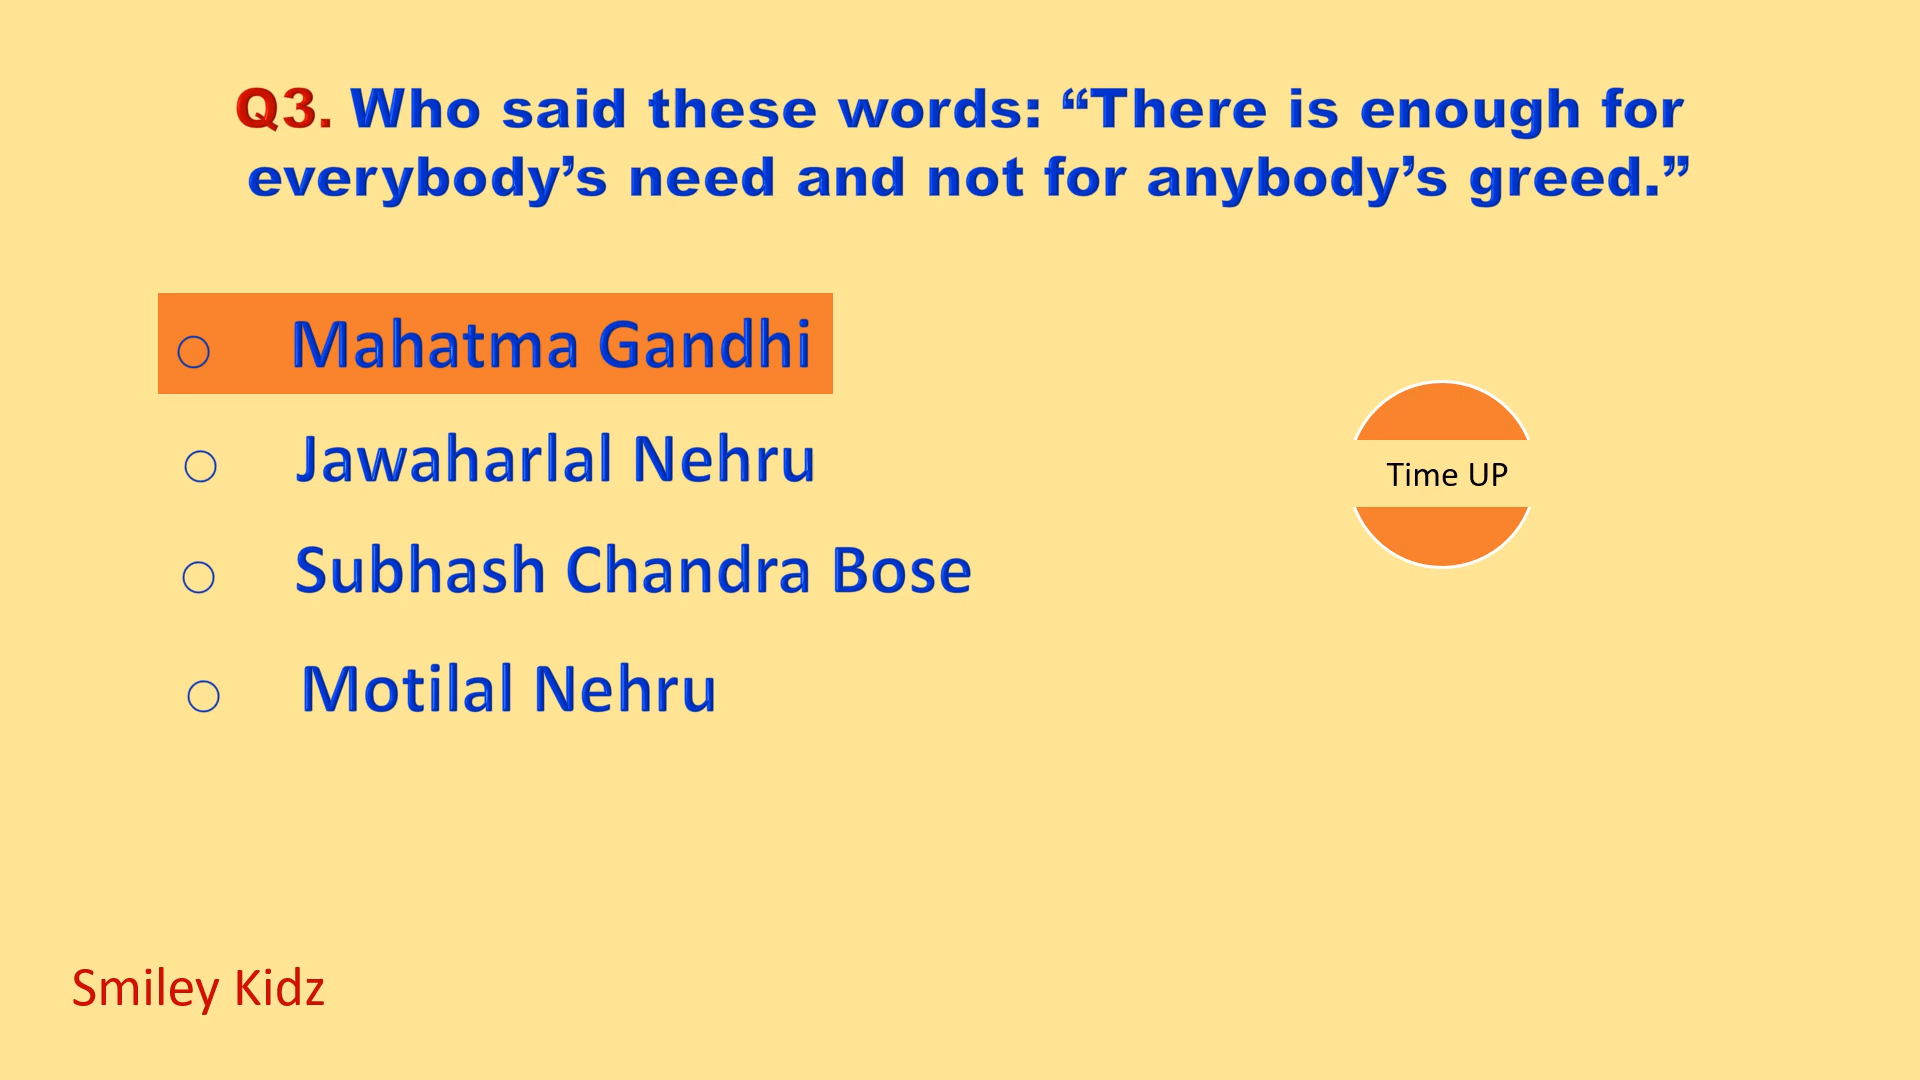 Q3. Who said these words: “There is enough for
everybody’s need and not for anybody’s greed.”
Mahatma Gandhi
Jawaharlal Nehru
Time UP
Subhash Chandra Bose
Motilal Nehru
Smiley Kidz